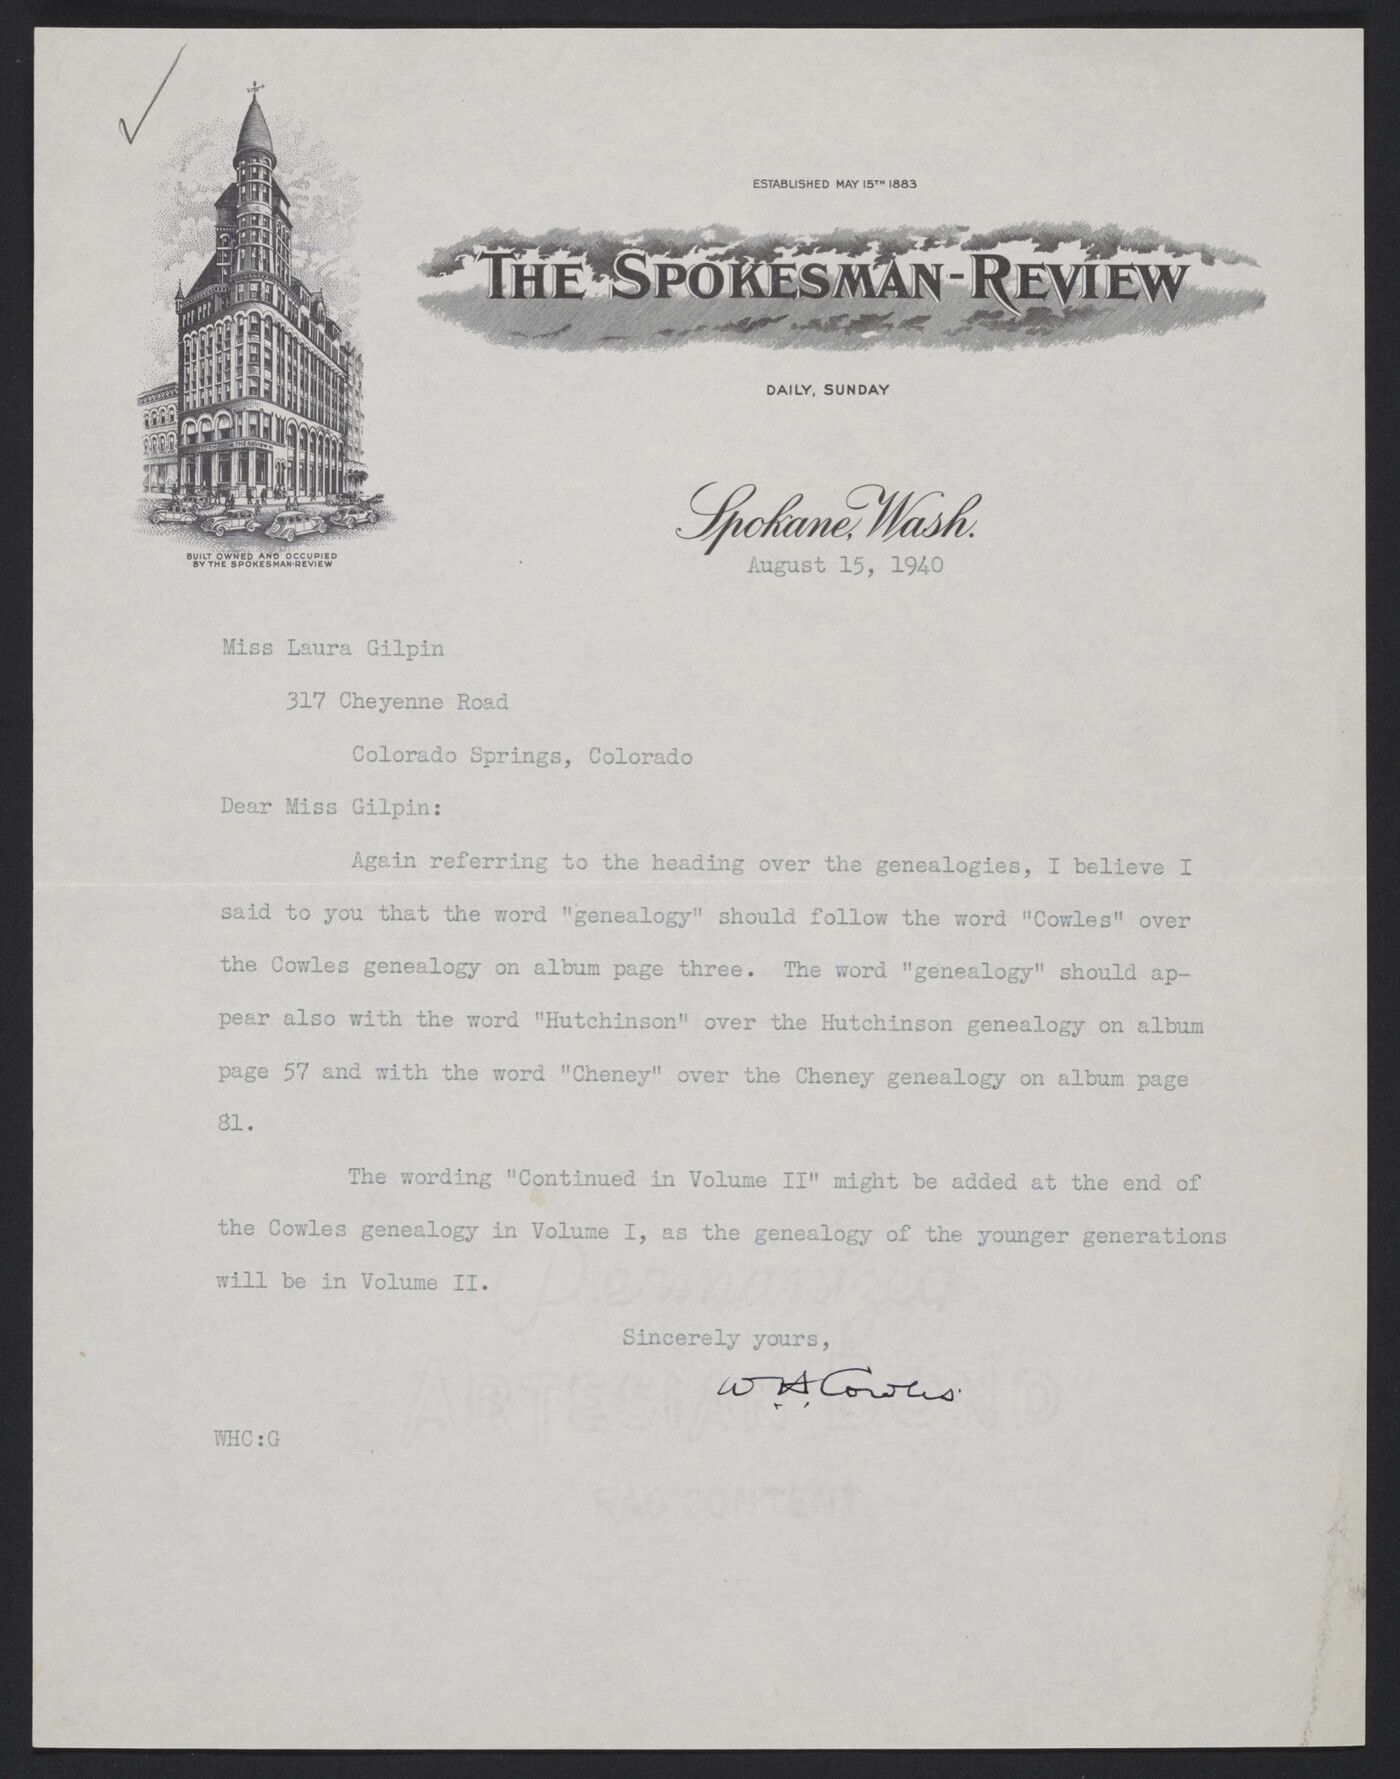 ESTABLISHED MAY 15TH 1883
THE SPOKESMAN-REVIEW
DAILY, SUNDAY
Spokane, Wash.
BUILT OWNED AND OCCUPIED
BY THE SPOKESMAN-REVIEW
August 15, 1940
Miss Laura Gilpin
317 Cheyenne Road
Colorado Springs, Colorado
Dear Miss Gilpin:
Again referring to the heading over the genealogies, I believe I
said to you that the word "genealogy" should follow the word "Cowles" over
the Cowles genealogy on album page three. The word "genealogy" should ap-
pear also with the word "Hutchinson" over the Hutchinson genealogy on album
page 57 and with the word "Cheney" over the Cheney genealogy on album page
81.
The wording "Continued in Volume II" might be added at the end of
the Cowles genealogy in Volume I, as the genealogy of the younger generations
will be in Volume II.
Sincerely yours,
W. H. Cowles
WHC:G
ARTESIAN BOND
RAG CONTENT